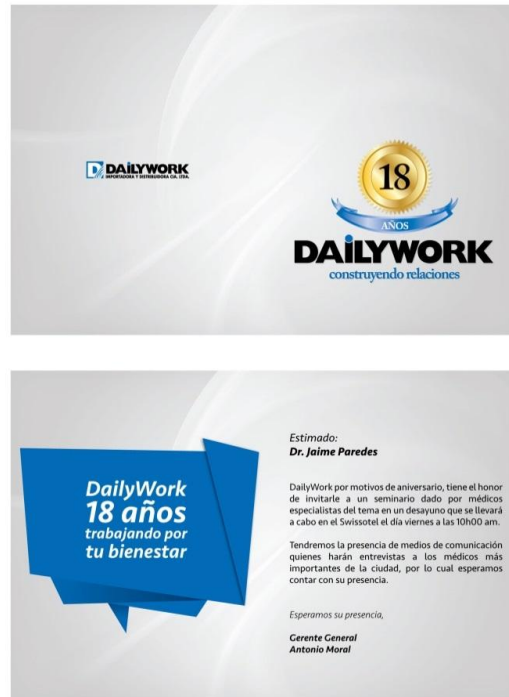 DAiLYWORK
IMPORTADORA Y DISTRIBUIDORA CIA. LTDA.
18
AÑOS
DAiLYWORK
construyendo relaciones
DailyWork
18 años
trabajando por
tu bienestar
Estimado:
Dr. Jaime Paredes
DailyWork por motivos de aniversario, tiene el honor
de invitarle a un seminario dado por médicos
especialistas del tema en un desayuno que se llevará
a cabo en el Swissotel el día viernes a las 10h00 am.
Tendremos la presencia de medios de comunicación
quienes harán entrevistas a los médicos más
importantes de la ciudad, por lo cual esperamos
contar con su presencia.
Esperamos su presencia,
Gerente General
Antonio Moral